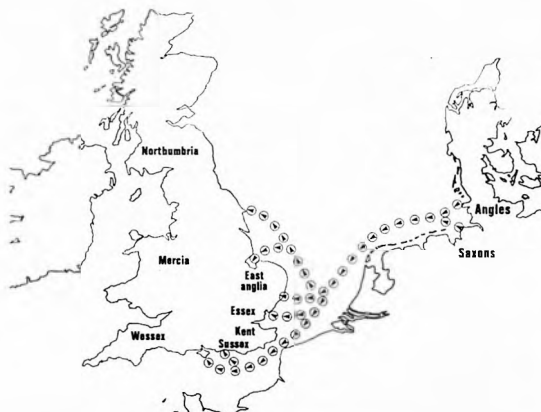 Northumbria
Mercia
East
anglia
Essex
Kent
Sussex
Wessex
Angles
Saxons